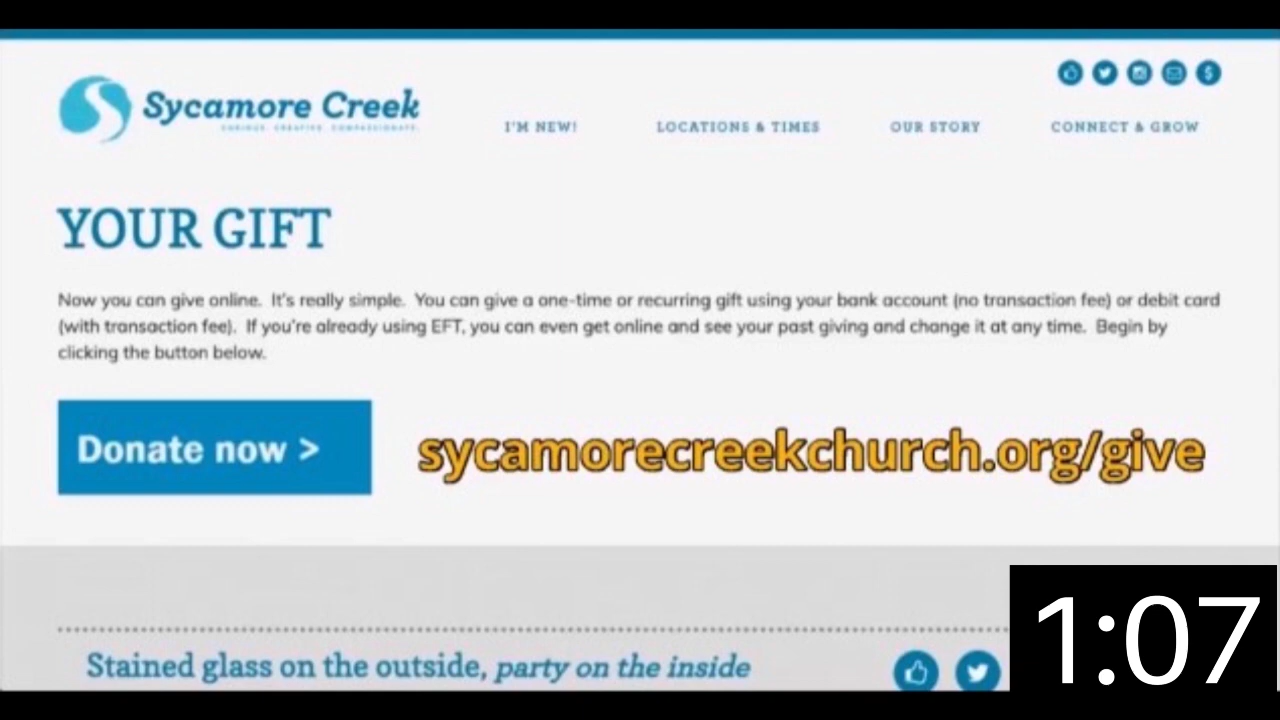 Sycamore Creek
CURIOUS. CREATIVE. COMPASSIONATE.
I'M NEW!
LOCATIONS & TIMES
OUR STORY
CONNECT & GROW
YOUR GIFT
Now you can give online. It's really simple. You can give a one-time or recurring gift using your bank account (no transaction fee) or debit card
(with transaction fee). If you're already using EFT, you can even get online and see your past giving and change it at any time. Begin by
clicking the button below.
Donate now >
sycamorecreekchurch.org/give
Stained glass on the outside, party on the inside
1:07